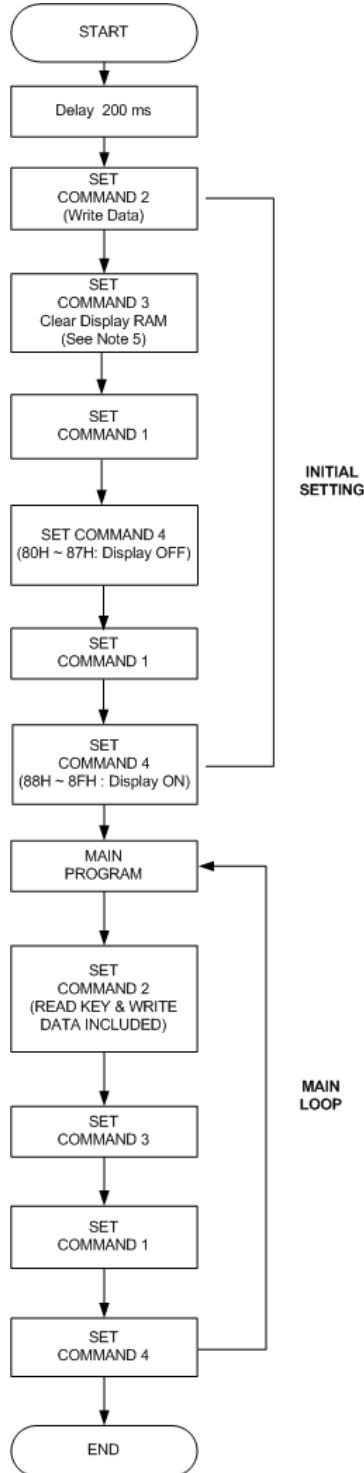 START
Delay 200 ms
SET
COMMAND 2
(Write Data)
SET
COMMAND 3
Clear Display RAM
(See Note 5)
SET
COMMAND 1
INITIAL
SETTING
SET COMMAND 4
(80H ~ 87H: Display OFF)
SET
COMMAND 1
SET
COMMAND 4
(88H ~ 8FH : Display ON)
MAIN
PROGRAM
SET
COMMAND 2
(READ KEY & WRITE
DATA INCLUDED)
MAIN
LOOP
SET
COMMAND 3
SET
COMMAND 1
SET
COMMAND 4
END